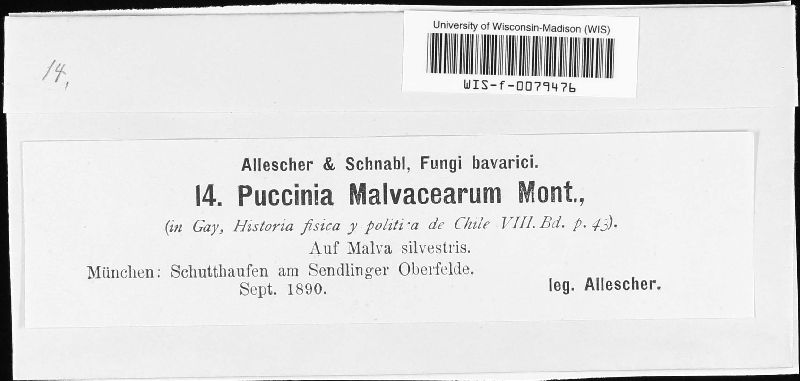 University of Wisconsin-Madison (WIS)
WIS-f-0079476
14,
Allescher & Schnabl, Fungi bavarici.
14. Puccinia Malvacearum Mont.,
(in Gay, Historia fisica y politica de Chile VIII. Bd. p. 43).
Auf Malva silvestris.
München: Schutthaufen am Sendlinger Oberfelde.
Sept. 1890.
leg. Allescher.